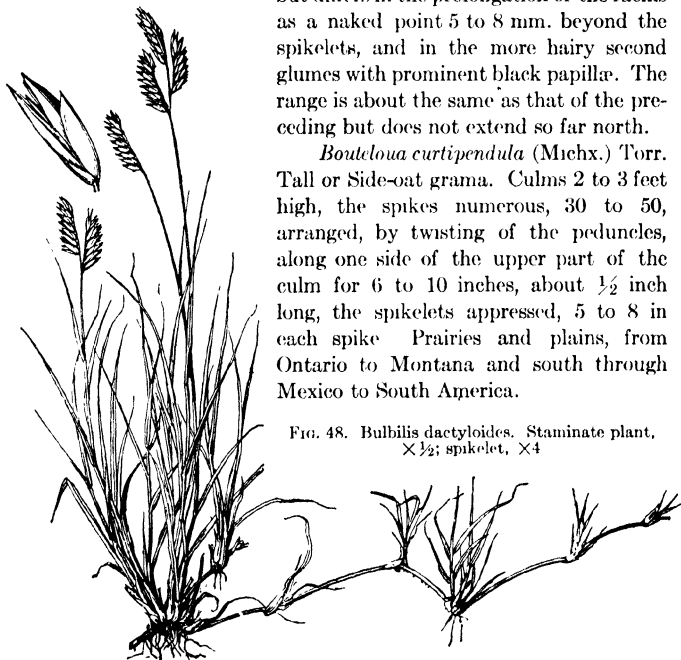 as a naked point 5 to 8 mm. beyond the
spikelets, and in the more hairy second
glumes with prominent black papillæ. The
range is about the same as that of the pre-
ceding but does not extend so far north.
Bouteloua curtipendula (Michx.) Torr.
Tall or Side-oat grama. Culms 2 to 3 feet
high, the spikes numerous, 30 to 50,
arranged, by twisting of the peduncles,
along one side of the upper part of the
culm for 6 to 10 inches, about ½ inch
long, the spikelets appressed, 5 to 8 in
each spike Prairies and plains, from
Ontario to Montana and south through
Mexico to South America.
FIG. 48. Bulbilis dactyloides. Staminate plant,
×½; spikelet, ×4